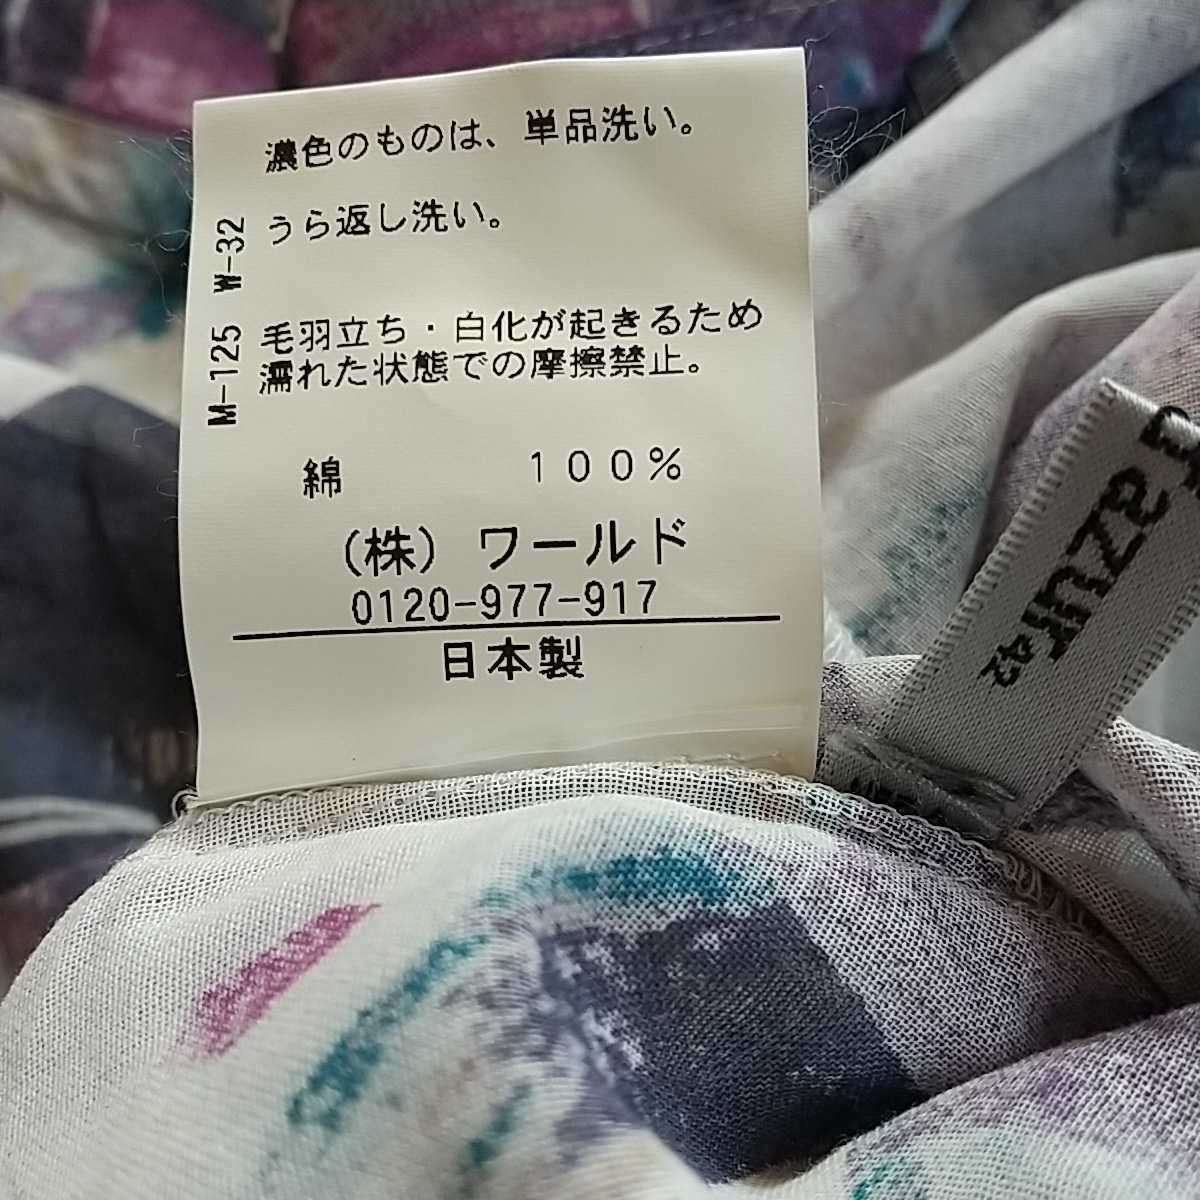 濃色のものは、単品洗い。
うら返し洗い。
毛羽立ち・白化が起きるため
濡れた状態での摩擦禁止。
綿 100%
(株) ワールド
0120-977-917
日本製
M-125 W-32
azur
42